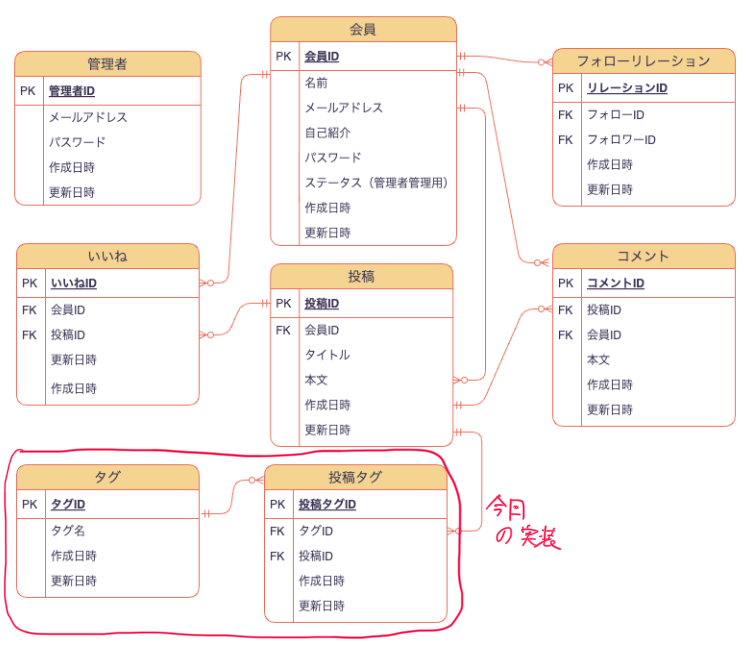 管理者
PK 管理者ID
メールアドレス
パスワード
作成日時
更新日時
会員
PK 会員ID
名前
メールアドレス
自己紹介
パスワード
ステータス（管理者管理用）
作成日時
更新日時
フォローリレーション
PK リレーションID
FK フォローID
FK フォロワーID
作成日時
更新日時
いいね
PK いいねID
FK 会員ID
FK 投稿ID
更新日時
作成日時
投稿
PK 投稿ID
FK 会員ID
タイトル
本文
作成日時
更新日時
コメント
PK コメントID
FK 投稿ID
FK 会員ID
本文
作成日時
更新日時
タグ
PK タグID
タグ名
作成日時
更新日時
投稿タグ
PK 投稿タグID
FK タグID
FK 投稿ID
作成日時
更新日時
今日
の実装